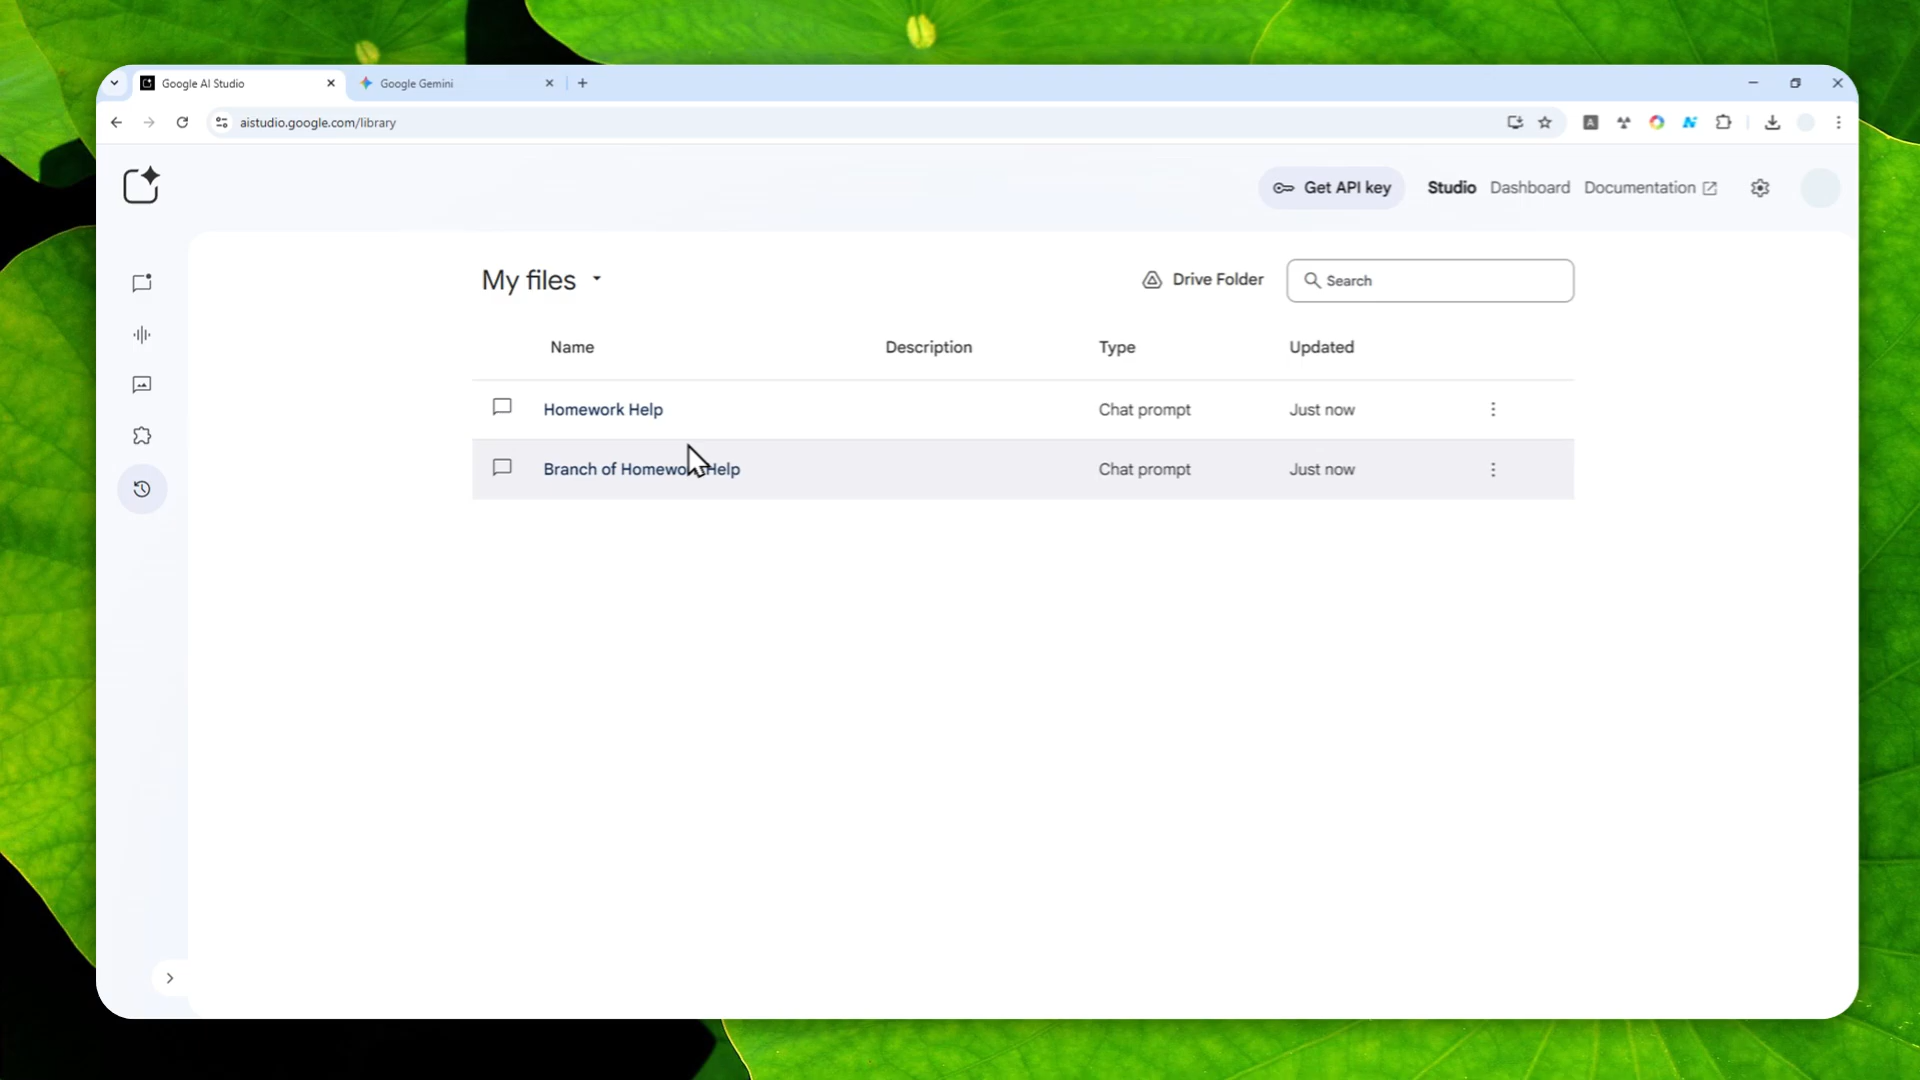 Google AI Studio
Google Gemini
aistudio.google.com/library
Get API key
Studio
Dashboard
Documentation
My files
Drive Folder
Search
Name
Description
Type
Updated
Homework Help
Chat prompt
Just now
Branch of Homework Help
Chat prompt
Just now